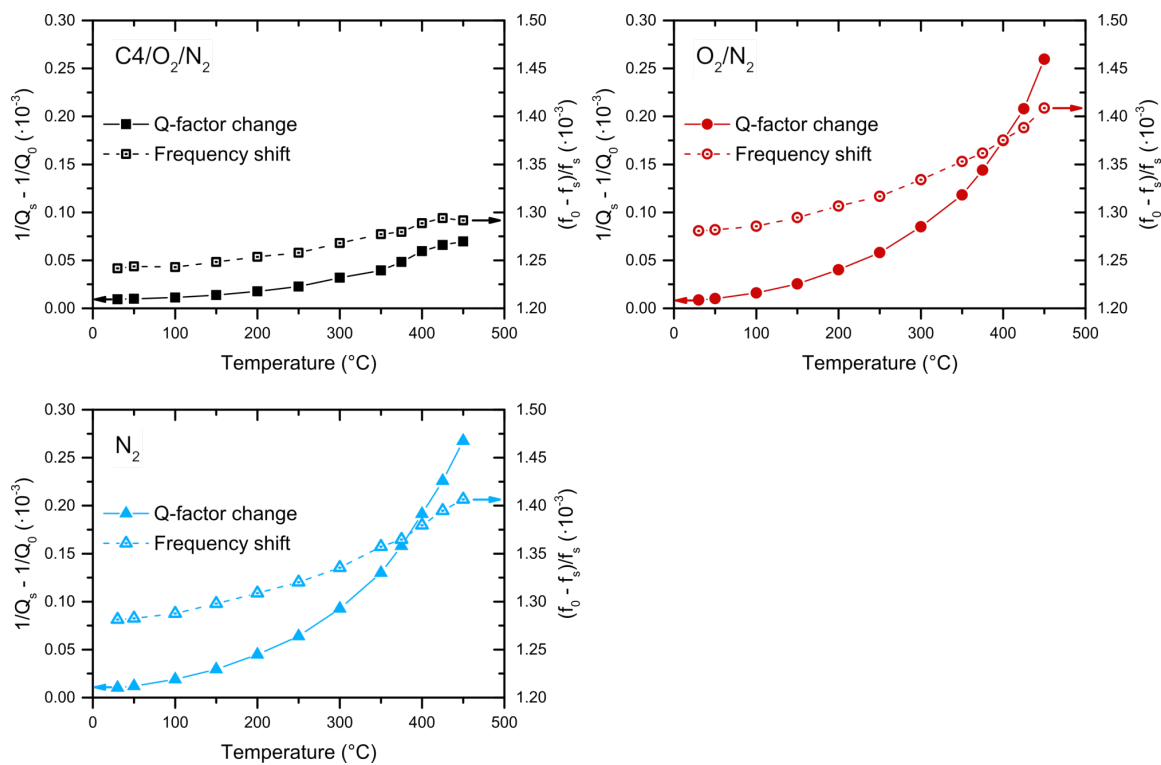 C4/O₂/N₂
Q-factor change
Frequency shift
1/Qₛ - 1/Q₀ (·10⁻³)
0.30
0.25
0.20
0.15
0.10
0.05
0.00
(f₀ - fₛ)/fₛ (·10⁻³)
1.50
1.45
1.40
1.35
1.30
1.25
1.20
0 100 200 300 400 500
Temperature (°C)
O₂/N₂
Q-factor change
Frequency shift
1/Qₛ - 1/Q₀ (·10⁻³)
0.30
0.25
0.20
0.15
0.10
0.05
0.00
(f₀ - fₛ)/fₛ (·10⁻³)
1.50
1.45
1.40
1.35
1.30
1.25
1.20
0 100 200 300 400 500
Temperature (°C)
N₂
Q-factor change
Frequency shift
1/Qₛ - 1/Q₀ (·10⁻³)
0.30
0.25
0.20
0.15
0.10
0.05
0.00
(f₀ - fₛ)/fₛ (·10⁻³)
1.50
1.45
1.40
1.35
1.30
1.25
1.20
0 100 200 300 400 500
Temperature (°C)